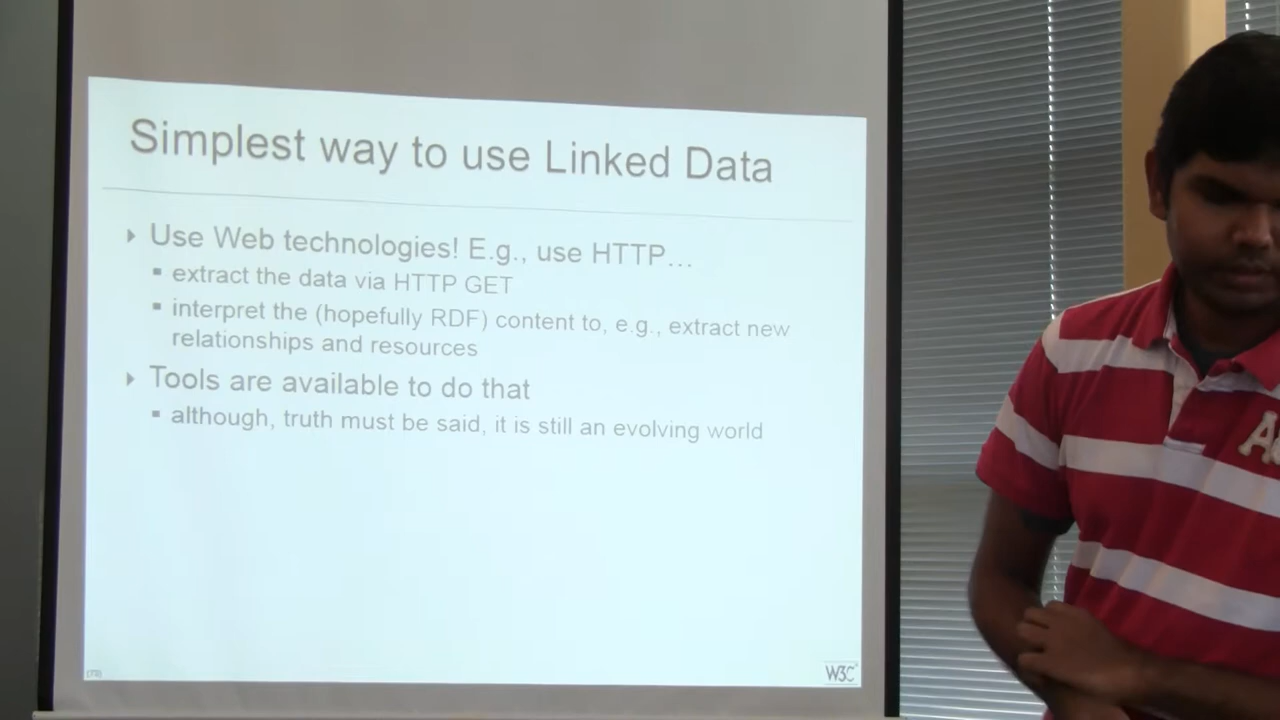 Simplest way to use Linked Data
Use Web technologies! E.g., use HTTP…
extract the data via HTTP GET
interpret the (hopefully RDF) content to, e.g., extract new
relationships and resources
Tools are available to do that
although, truth must be said, it is still an evolving world
W3C